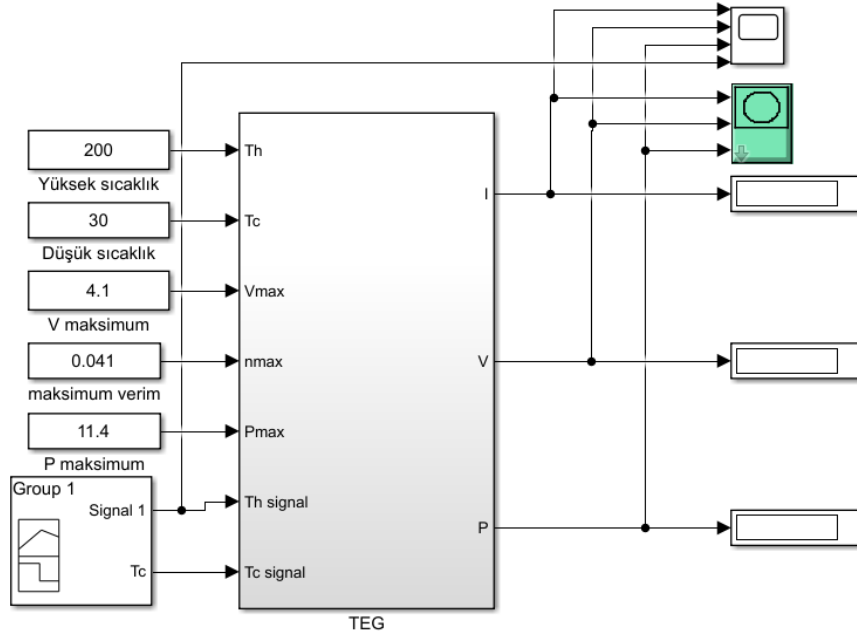 200
Yüksek sıcaklık
30
Düşük sıcaklık
4.1
V maksimum
0.041
maksimum verim
11.4
P maksimum
Group 1
Signal 1
Tc
Th
Tc
Vmax
nmax
Pmax
Th signal
Tc signal
I
V
P
TEG